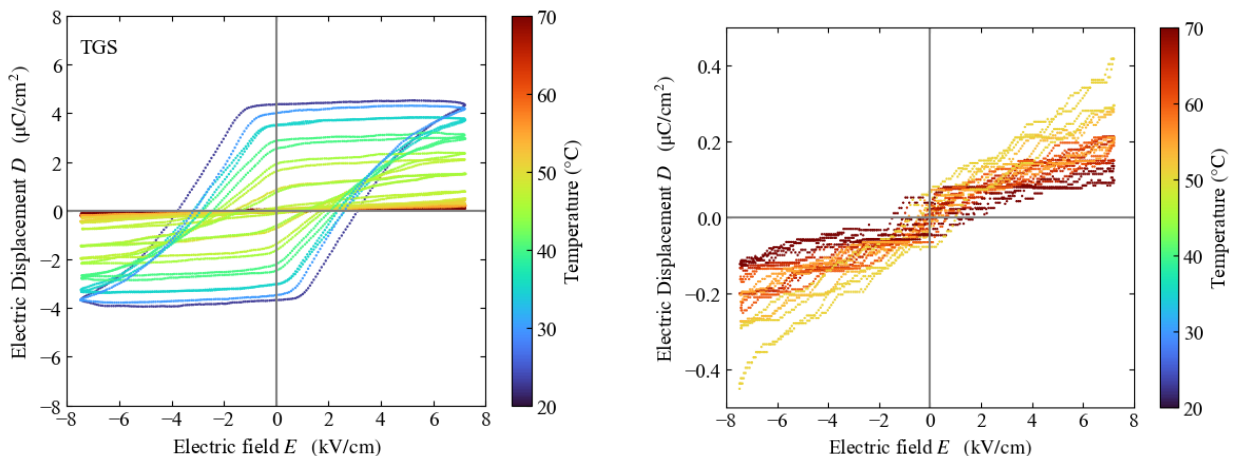 8
6
4
2
0
−2
−4
−6
−8
Electric Displacement D (μC/cm²)
TGS
−8 −6 −4 −2 0 2 4 6 8
Electric field E (kV/cm)
70
60
50
40
30
20
Temperature (°C)
0.4
0.2
0.0
−0.2
−0.4
Electric Displacement D (μC/cm²)
−8 −6 −4 −2 0 2 4 6 8
Electric field E (kV/cm)
70
60
50
40
30
20
Temperature (°C)